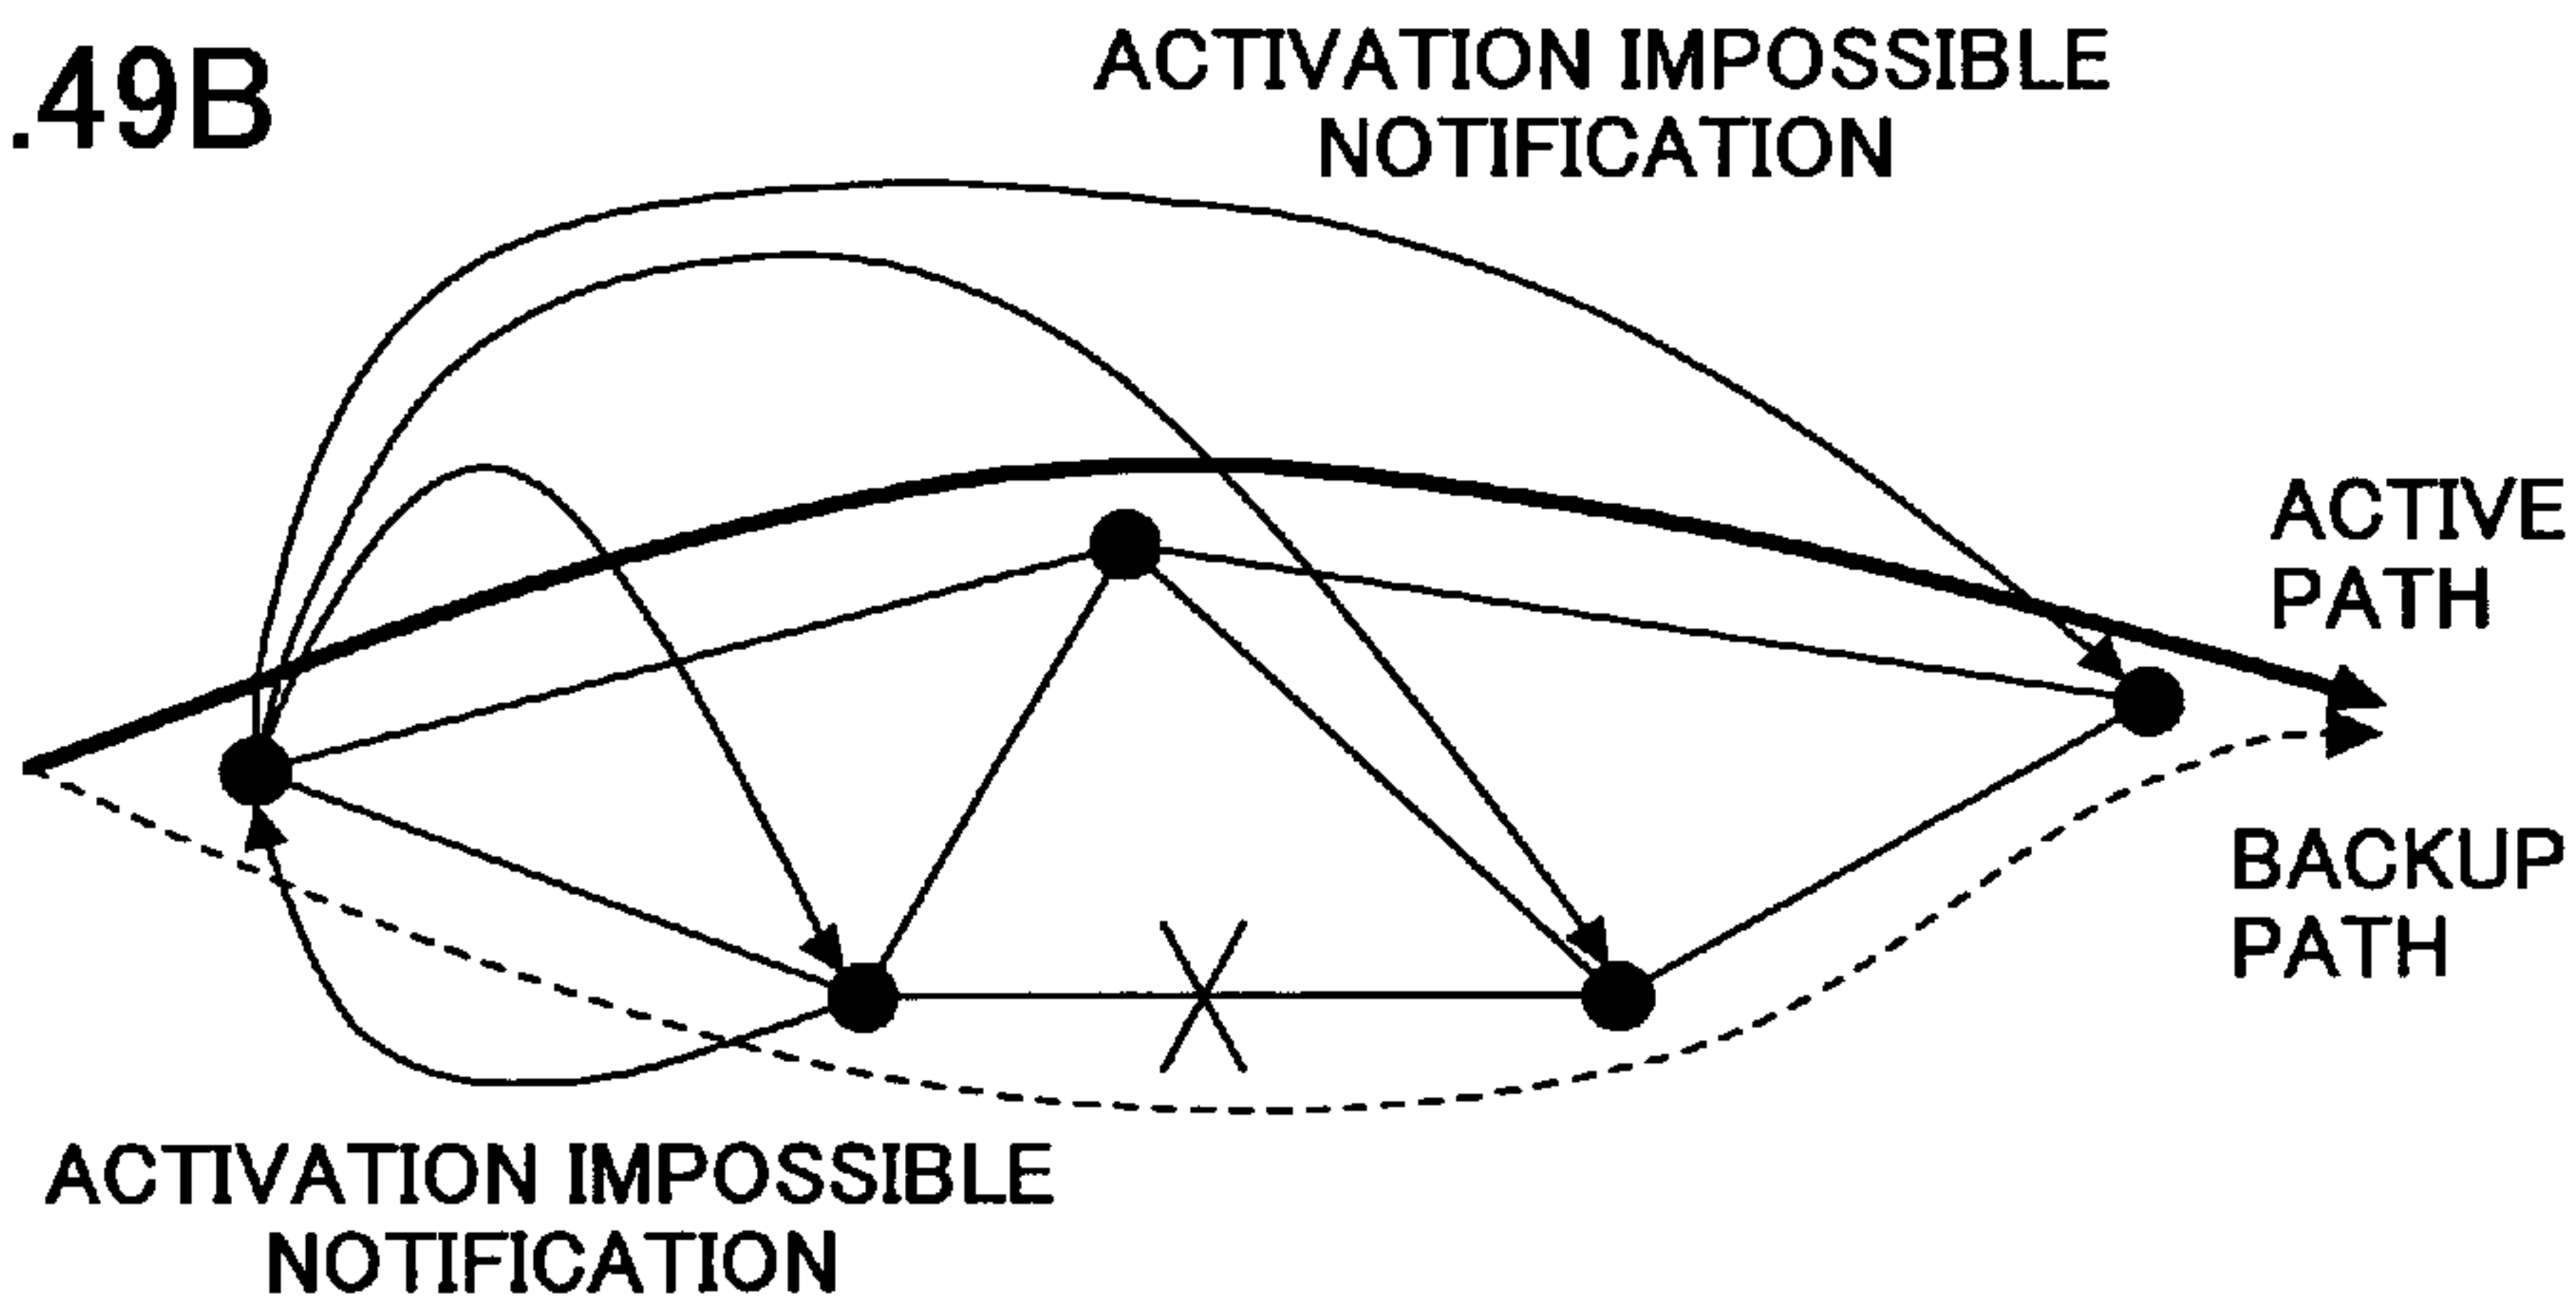 .49B
ACTIVATION IMPOSSIBLE
NOTIFICATION
ACTIVE
PATH
BACKUP
PATH
ACTIVATION IMPOSSIBLE
NOTIFICATION